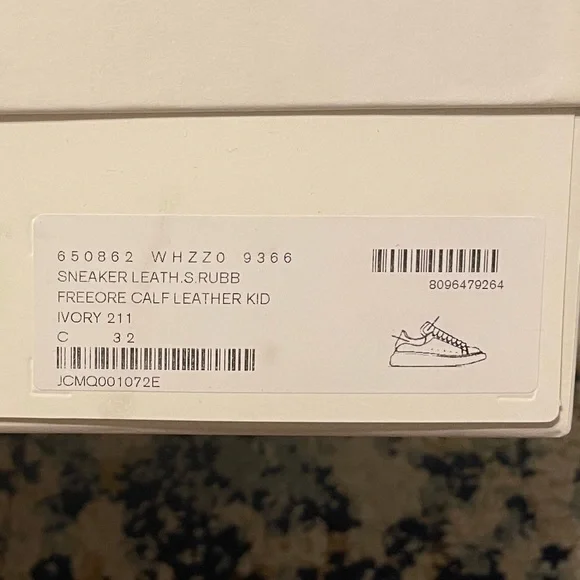 650862 WHZZ0 9366
8096479264
SNEAKER LEATH.S.RUBB
FREEORE CALF LEATHER KID
IVORY 211
C 32
JCMQ001072E